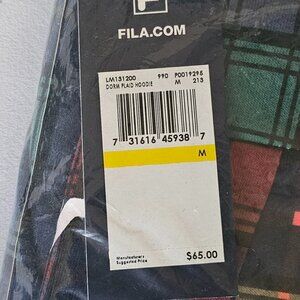 FILA.COM
LM131200 990 P0019295
DORM PLAID HOODIE M 213
7 31616 45938 7
M
Manufacturers
Suggested Price
$65.00